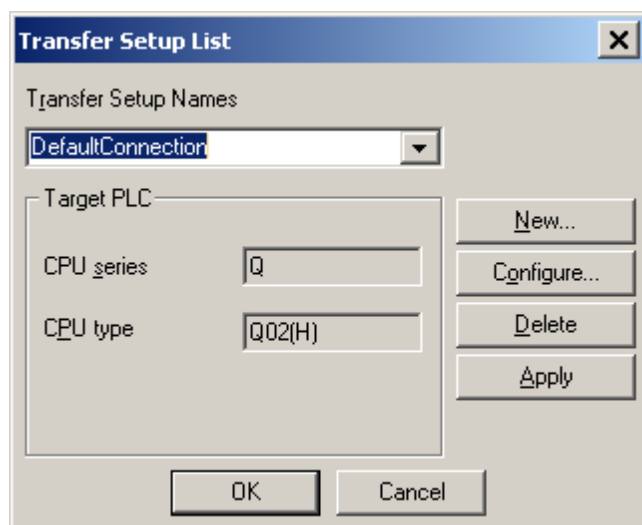 Transfer Setup List
Transfer Setup Names
DefaultConnection
Target PLC
CPU series
Q
CPU type
Q02(H)
New...
Configure...
Delete
Apply
OK
Cancel